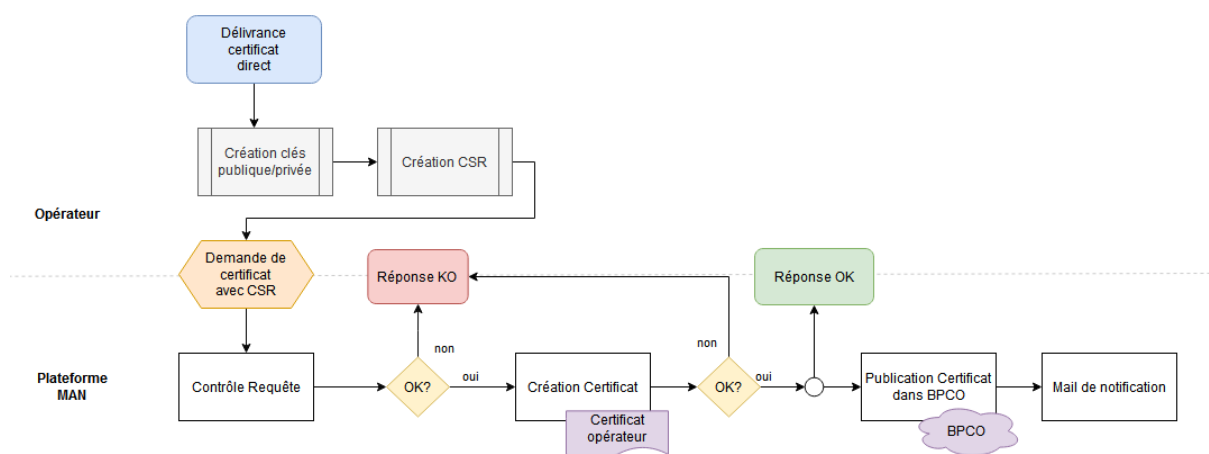 Délivrance
certificat
direct
Création clés
publique/privée
Création CSR
Opérateur
Demande de
certificat
avec CSR
Réponse KO
Réponse OK
non
non
Plateforme
MAN
Contrôle Requête
OK?
oui
Création Certificat
OK?
oui
Publication Certificat
dans BPCO
Mail de notification
Certificat
opérateur
BPCO